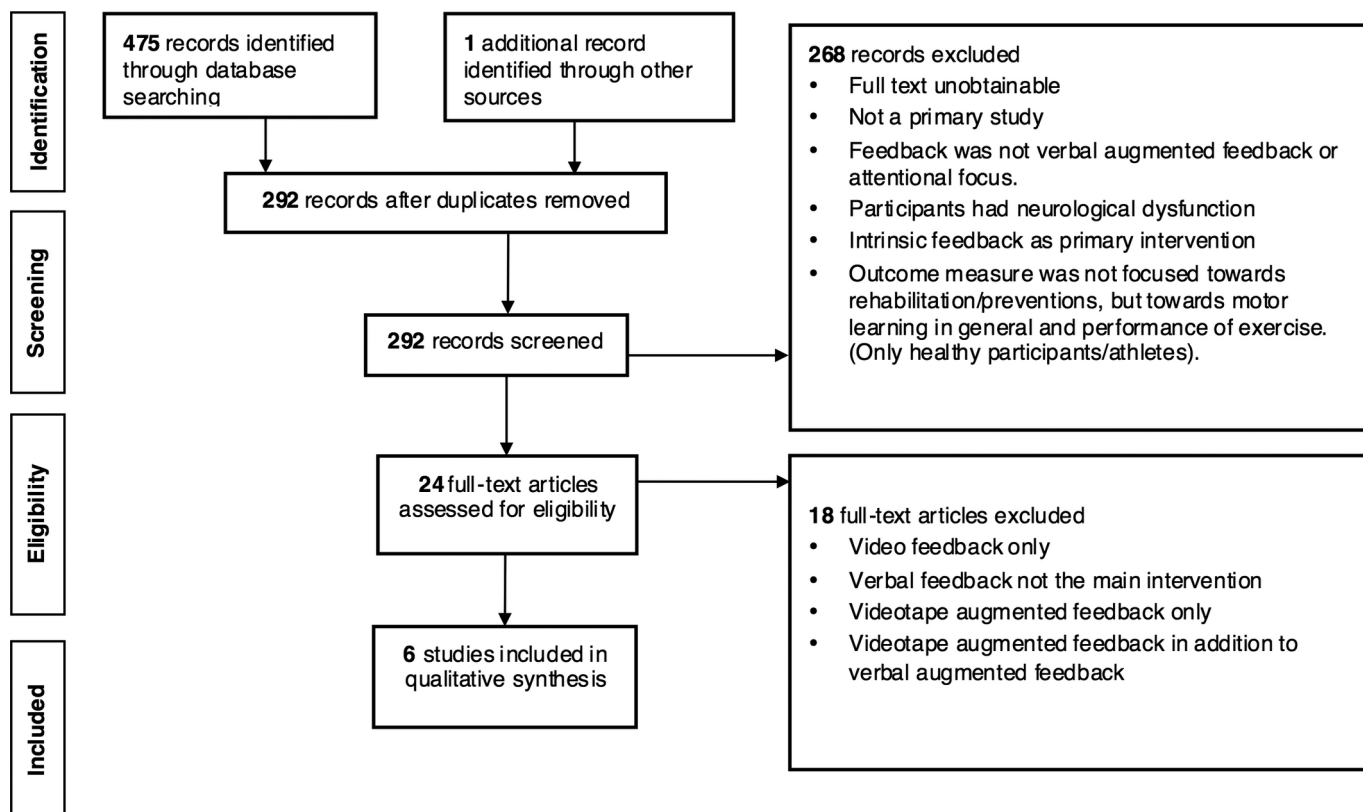 Identification
475 records identified
through database
searching
1 additional record
identified through other
sources
292 records after duplicates removed
Screening
292 records screened
268 records excluded
• Full text unobtainable
• Not a primary study
• Feedback was not verbal augmented feedback or
attentional focus.
• Participants had neurological dysfunction
• Intrinsic feedback as primary intervention
• Outcome measure was not focused towards
rehabilitation/preventions, but towards motor
learning in general and performance of exercise.
(Only healthy participants/athletes).
Eligibility
24 full-text articles
assessed for eligibility
18 full-text articles excluded
• Video feedback only
• Verbal feedback not the main intervention
• Videotape augmented feedback only
• Videotape augmented feedback in addition to
verbal augmented feedback
Included
6 studies included in
qualitative synthesis